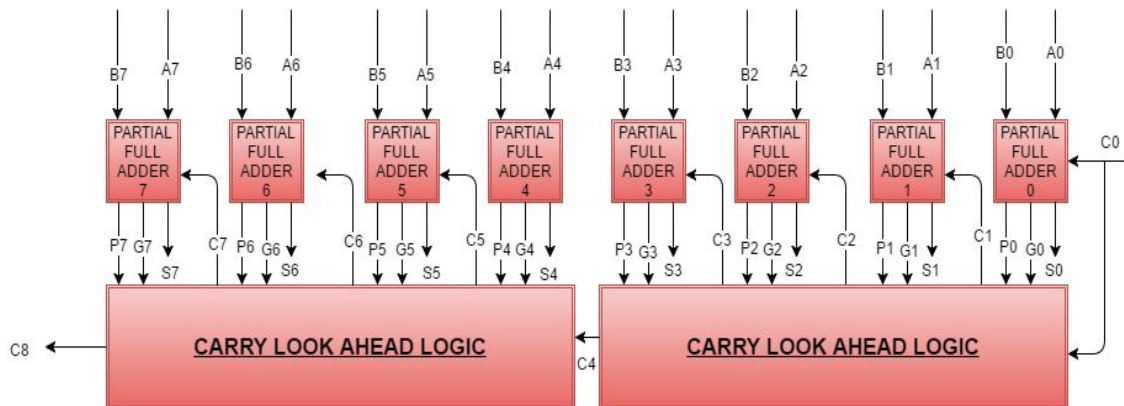 B7 A7 B6 A6 B5 A5 B4 A4 B3 A3 B2 A2 B1 A1 B0 A0
PARTIAL FULL ADDER 7
PARTIAL FULL ADDER 6
PARTIAL FULL ADDER 5
PARTIAL FULL ADDER 4
PARTIAL FULL ADDER 3
PARTIAL FULL ADDER 2
PARTIAL FULL ADDER 1
PARTIAL FULL ADDER 0
C0
P7 G7 S7 C7 P6 G6 S6 C6 P5 G5 S5 C5 P4 G4 S4 P3 G3 S3 C3 P2 G2 S2 C2 P1 G1 S1 C1 P0 G0 S0
C8
CARRY LOOK AHEAD LOGIC
C4
CARRY LOOK AHEAD LOGIC